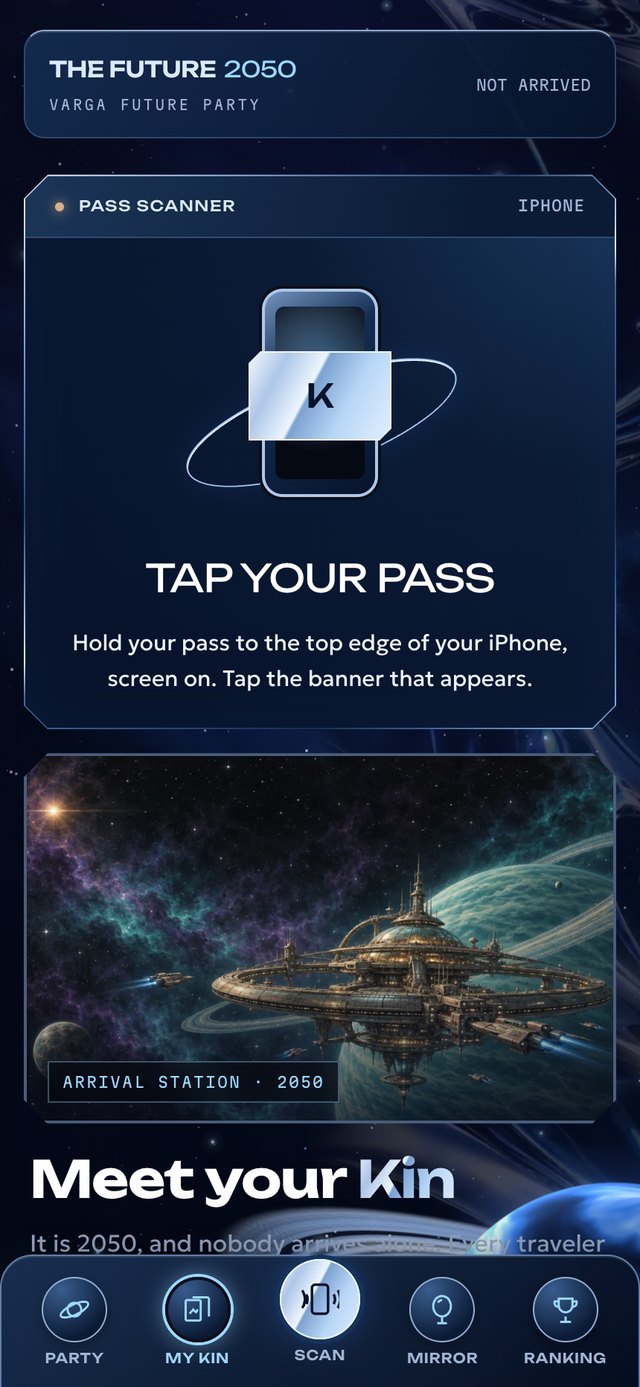 THE FUTURE 2050
VARGA FUTURE PARTY
NOT ARRIVED
PASS SCANNER
IPHONE
K
TAP YOUR PASS
Hold your pass to the top edge of your iPhone,
screen on. Tap the banner that appears.
ARRIVAL STATION · 2050
Meet your Kin
It is 2050, and nobody arrives alone. Every traveler
PARTY
MY KIN
SCAN
MIRROR
RANKING